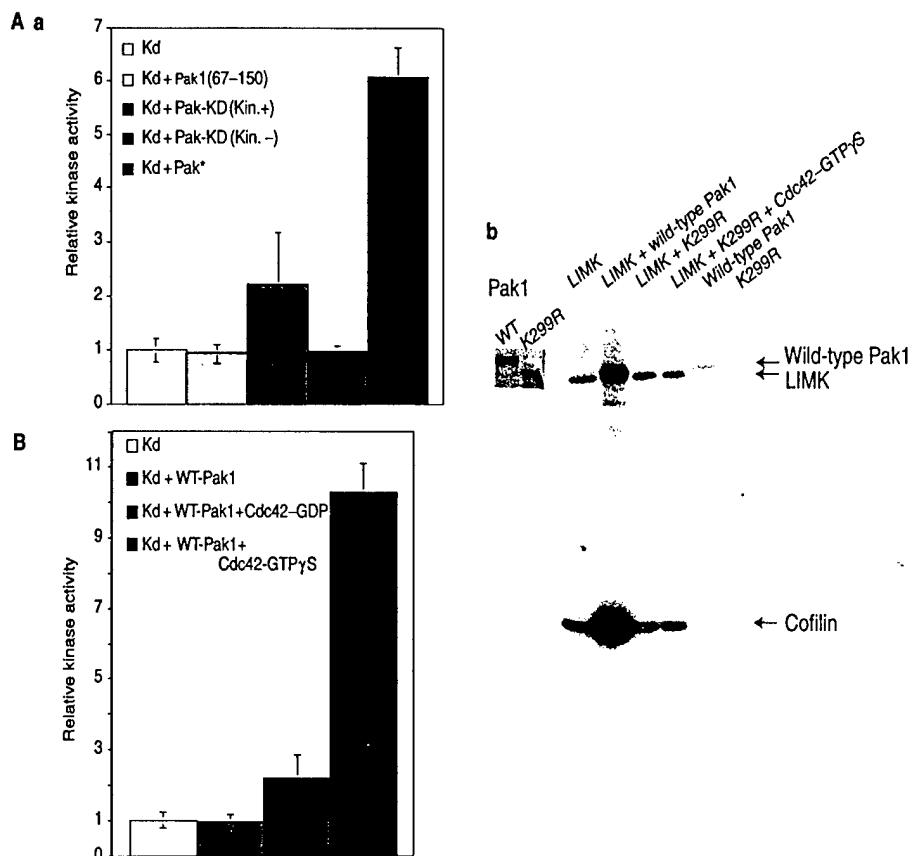 A a
Relative kinase activity
7
6
5
4
3
2
1
0
Kd
Kd + Pak1(67–150)
Kd + Pak-KD (Kin.+)
Kd + Pak-KD (Kin. –)
Kd + Pak*
b
Pak1
WT
K299R
LIMK
LIMK + wild-type Pak1
LIMK + K299R
LIMK + K299R + Cdc42–GTPγS
Wild-type Pak1
K299R
← Wild-type Pak1
← LIMK
← Cofilin
B
Relative kinase activity
11
9
7
5
3
1
0
Kd
Kd + WT-Pak1
Kd + WT-Pak1+Cdc42–GDP
Kd + WT-Pak1+
Cdc42-GTPγS